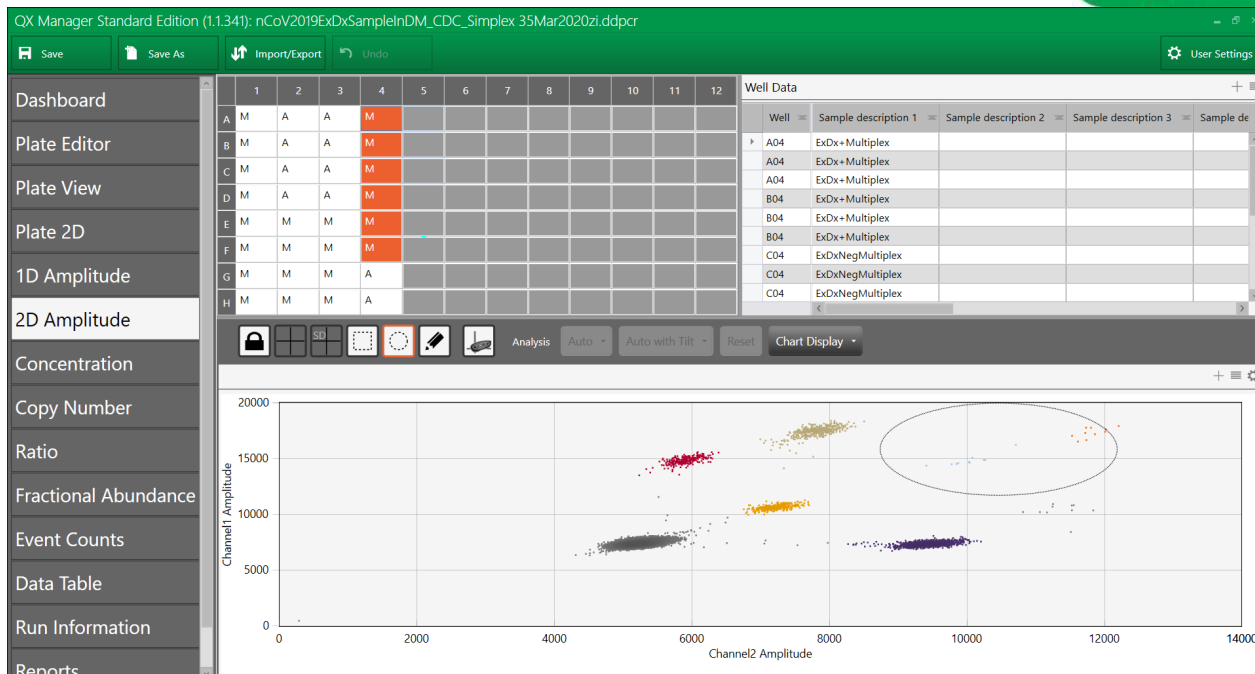 QX Manager Standard Edition (1.1.341): nCoV2019ExDxSampleInDM_CDC_Simplex 35Mar2020zi.ddpcr
Save Save As Import/Export Undo User Settings
Dashboard
Plate Editor
Plate View
Plate 2D
1D Amplitude
2D Amplitude
Concentration
Copy Number
Ratio
Fractional Abundance
Event Counts
Data Table
Run Information
Reports
1 2 3 4 5 6 7 8 9 10 11 12
A M A A M
B M A A M
C M A A M
D M A A M
E M M M M
F M M M M
G M M M A
H M M M A
Well Data
Well Sample description 1 Sample description 2 Sample description 3 Sample de
A04 ExDx+Multiplex
A04 ExDx+Multiplex
A04 ExDx+Multiplex
B04 ExDx+Multiplex
B04 ExDx+Multiplex
B04 ExDx+Multiplex
C04 ExDxNegMultiplex
C04 ExDxNegMultiplex
C04 ExDxNegMultiplex
SD Analysis Auto Auto with Tilt Reset Chart Display
Channel1 Amplitude
20000
15000
10000
5000
0
0 2000 4000 6000 8000 10000 12000 14000
Channel2 Amplitude